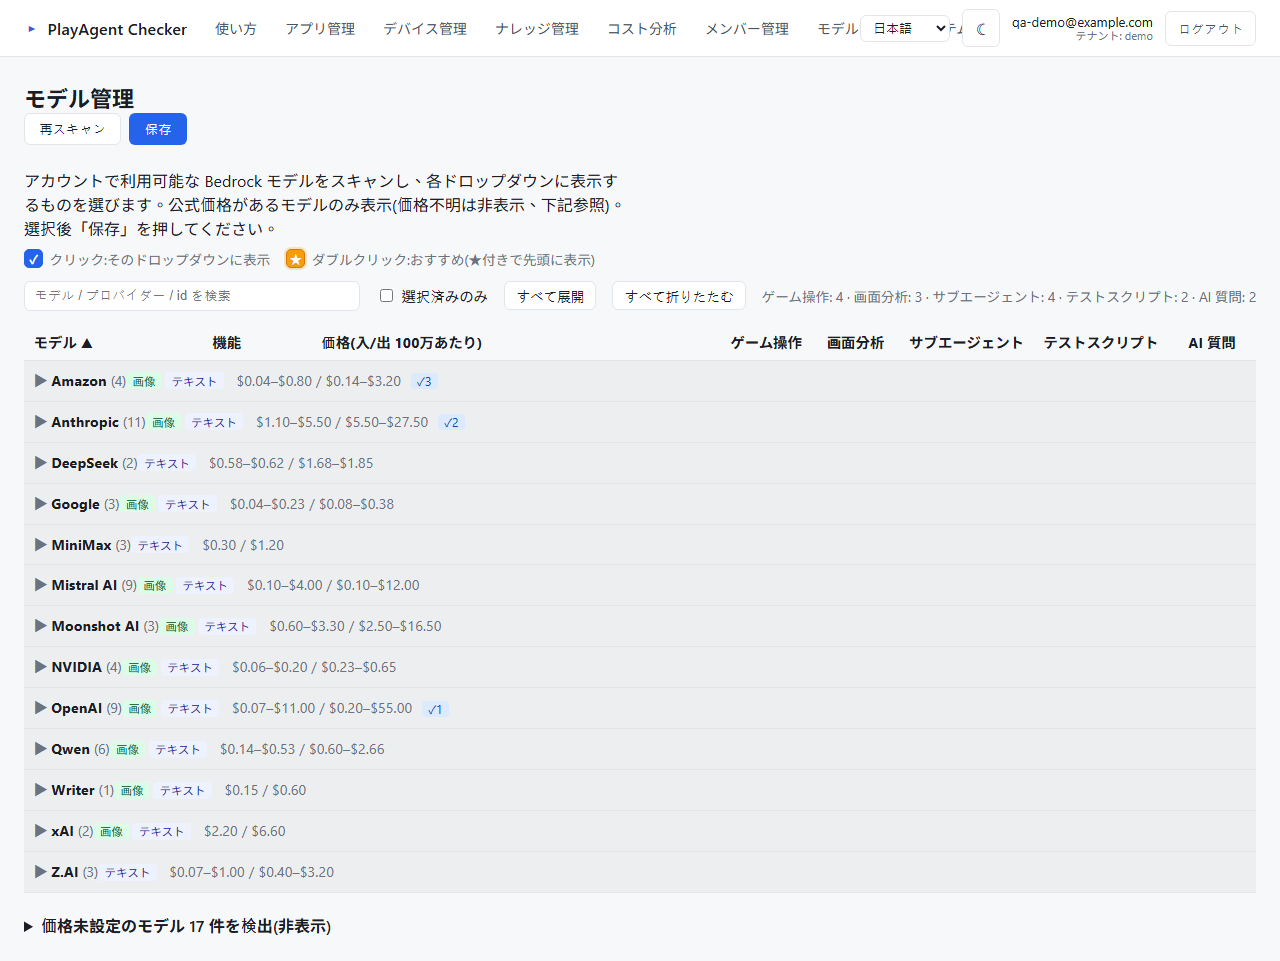 PlayAgent Checker 使い方 アプリ管理 デバイス管理 ナレッジ管理 コスト分析 メンバー管理 モデル 日本語 qa-demo@example.com ログアウト
テナント: demo
モデル管理
再スキャン 保存
アカウントで利用可能な Bedrock モデルをスキャンし、各ドロップダウンに表示す
るものを選びます。公式価格があるモデルのみ表示(価格不明は非表示、下記参照)。
選択後「保存」を押してください。
✓ クリック:そのドロップダウンに表示 ★ ダブルクリック:おすすめ(★付きで先頭に表示)
モデル / プロバイダー / id を検索 選択済みのみ すべて展開 すべて折りたたむ ゲーム操作: 4 · 画面分析: 3 · サブエージェント: 4 · テストスクリプト: 2 · AI 質問: 2
モデル ▲ 機能 価格(入/出 100万あたり) ゲーム操作 画面分析 サブエージェント テストスクリプト AI 質問
▶ Amazon (4) 画像 テキスト $0.04–$0.80 / $0.14–$3.20 ✓3
▶ Anthropic (11) 画像 テキスト $1.10–$5.50 / $5.50–$27.50 ✓2
▶ DeepSeek (2) テキスト $0.58–$0.62 / $1.68–$1.85
▶ Google (3) 画像 テキスト $0.04–$0.23 / $0.08–$0.38
▶ MiniMax (3) テキスト $0.30 / $1.20
▶ Mistral AI (9) 画像 テキスト $0.10–$4.00 / $0.10–$12.00
▶ Moonshot AI (3) 画像 テキスト $0.60–$3.30 / $2.50–$16.50
▶ NVIDIA (4) 画像 テキスト $0.06–$0.20 / $0.23–$0.65
▶ OpenAI (9) 画像 テキスト $0.07–$11.00 / $0.20–$55.00 ✓1
▶ Qwen (6) 画像 テキスト $0.14–$0.53 / $0.60–$2.66
▶ Writer (1) 画像 テキスト $0.15 / $0.60
▶ xAI (2) 画像 テキスト $2.20 / $6.60
▶ Z.AI (3) テキスト $0.07–$1.00 / $0.40–$3.20
▶ 価格未設定のモデル 17 件を検出(非表示)